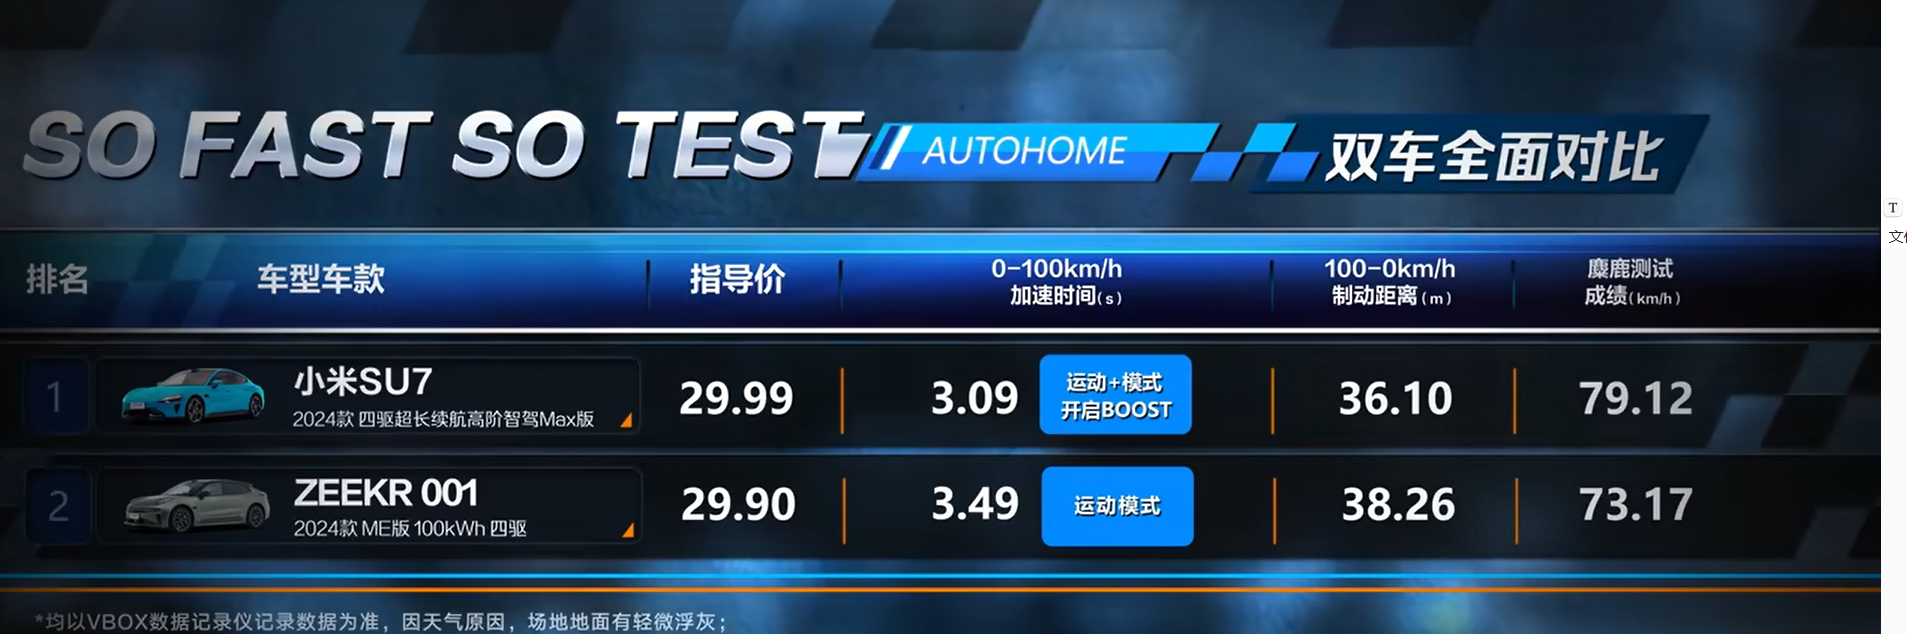 SO FAST SO TEST AUTOHOME 双车全面对比
排名 车型车款 指导价 0-100km/h 加速时间(s) 100-0km/h 制动距离(m) 麋鹿测试 成绩(km/h)
1 小米SU7 29.99 3.09 运动+模式 开启BOOST 36.10 79.12
2024款 四驱超长续航高阶智驾Max版
2 ZEEKR 001 29.90 3.49 运动模式 38.26 73.17
2024款 ME版 100kWh 四驱
*均以VBOX数据记录仪记录数据为准，因天气原因，场地地面有轻微浮灰；
T
文